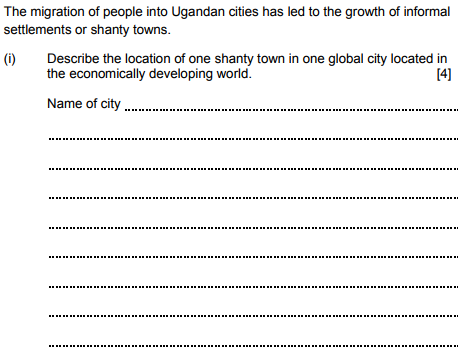 The migration of people into Ugandan cities has led to the growth of informal
settlements or shanty towns.
(i) Describe the location of one shanty town in one global city located in
the economically developing world. [4]
Name of city